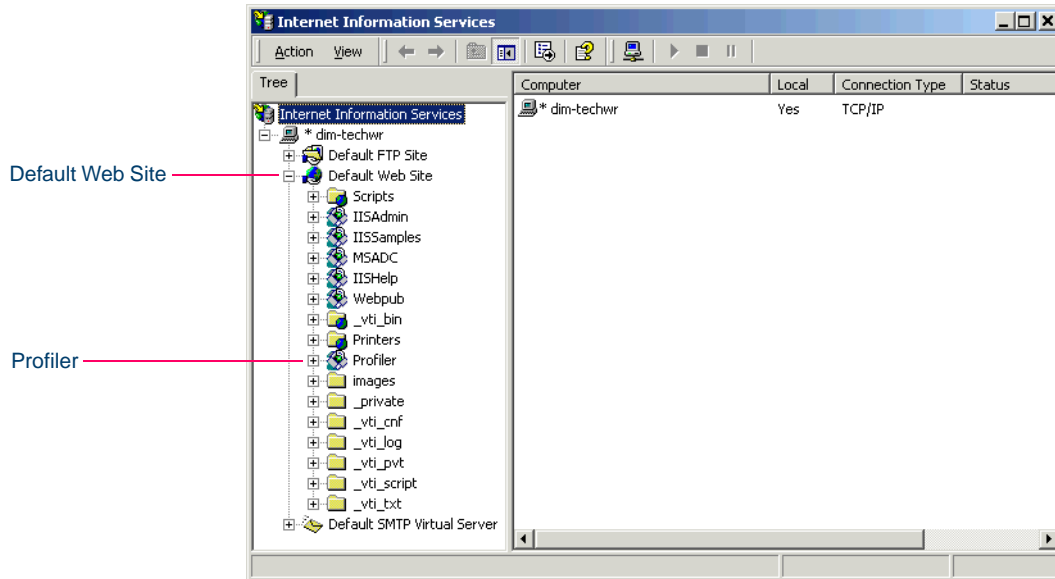 Internet Information Services
Action View
Tree
Computer Local Connection Type Status
Internet Information Services
* dim-techwr Yes TCP/IP
* dim-techwr
Default FTP Site
Default Web Site
Default Web Site
Scripts
IISAdmin
IISSamples
MSADC
IISHelp
Webpub
_vti_bin
Printers
Profiler
Profiler
images
_private
_vti_cnf
_vti_log
_vti_pvt
_vti_script
_vti_txt
Default SMTP Virtual Server